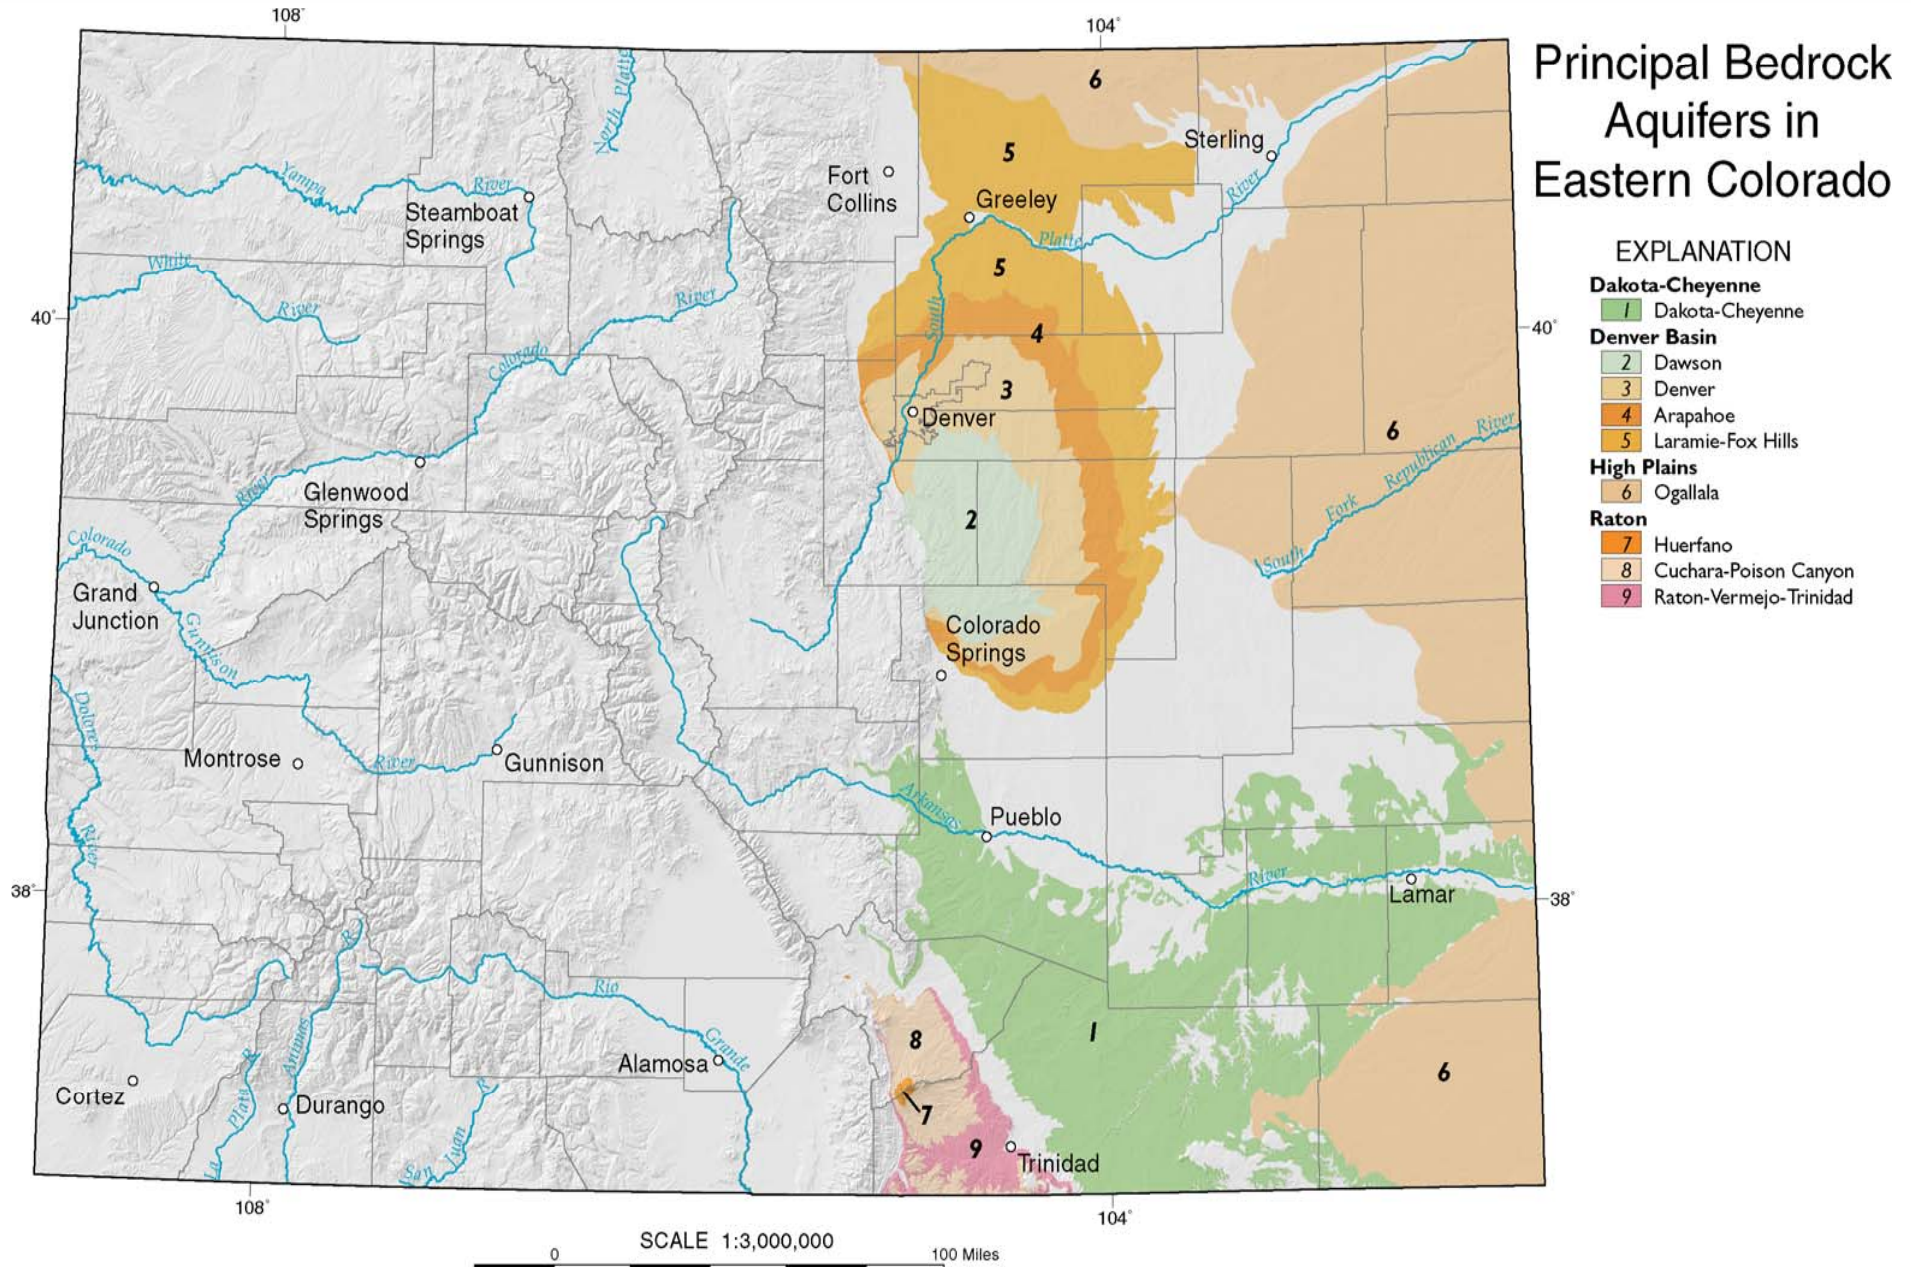 108°
104°
Principal Bedrock
Aquifers in
Eastern Colorado
EXPLANATION
Dakota-Cheyenne
1 Dakota-Cheyenne
Denver Basin
2 Dawson
3 Denver
4 Arapahoe
5 Laramie-Fox Hills
High Plains
6 Ogallala
Raton
7 Huerfano
8 Cuchara-Poison Canyon
9 Raton-Vermejo-Trinidad
North Platte
6
5
Sterling
Fort
Collins
Greeley
Yampa
River
Steamboat
Springs
River
Platte
White
River
River
5
South
40°
40°
4
Colorado
3
Denver
6
River
Republican
Fork
South
River
Glenwood
Springs
2
Colorado
Grand
Junction
Gunnison
Colorado
Springs
Dolores
River
Montrose
River
Gunnison
Arkansas
Pueblo
River
Lamar
38°
38°
R
Rio
Grande
Animas
8
1
6
Alamosa
Cortez
Durango
La
Plata
R
San
Juan
R
7
9
Trinidad
108°
104°
SCALE 1:3,000,000
0
100 Miles